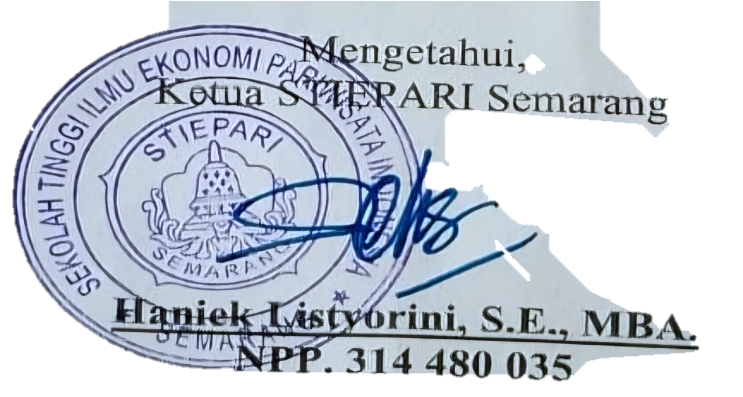 Mengetahui,
Ketua STIEPARI Semarang
SEKOLAH TINGGI ILMU EKONOMI PARIWISATA INDONESIA
SEMARANG
STIEPARI
SEMARANG
Haniek Listyorini, S.E., MBA.
NPP. 314 480 035